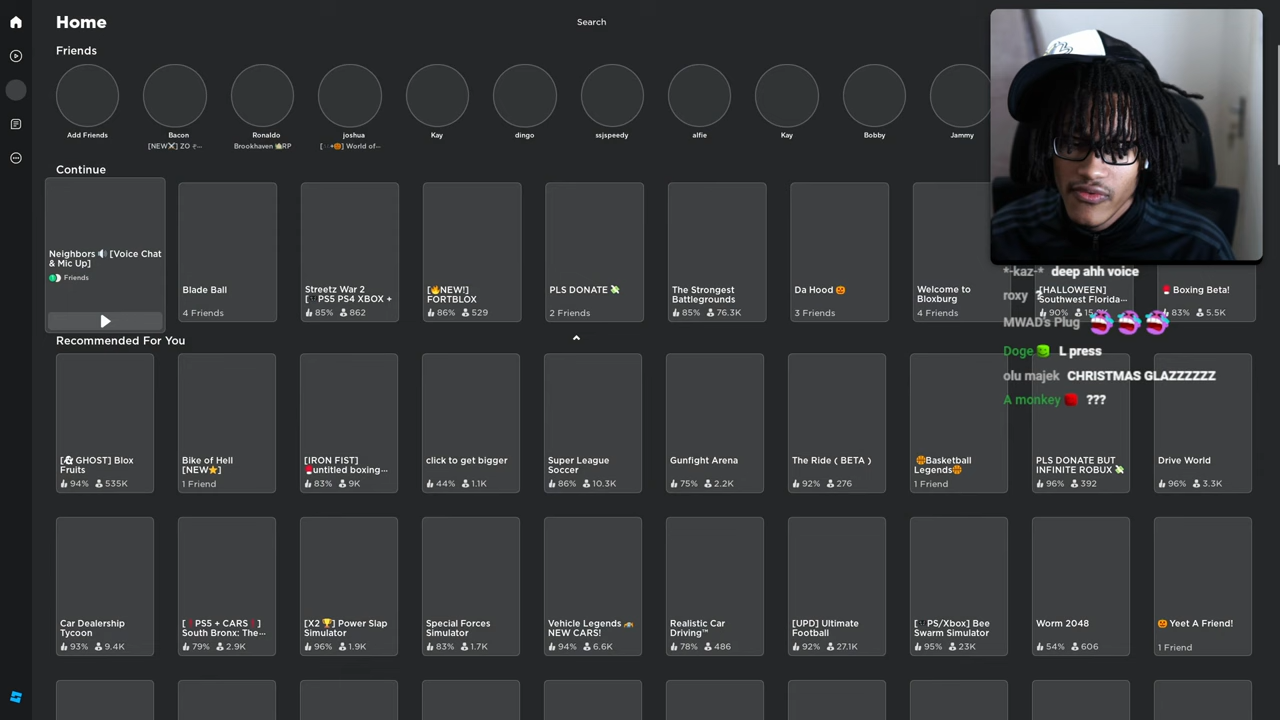 Home
Search
Friends
Add Friends
Bacon
[NEW⚔️] ZO
Ronaldo
Brookhaven 🏡RP
joshua
World of...
Kay
dingo
ssjspeedy
alfie
Kay
Bobby
Jammy
Continue
Neighbors 🔊 [Voice Chat
& Mic Up]
Friends
Blade Ball
4 Friends
Streetz War 2
[PS5 PS4 XBOX +
85% 862
[🔥NEW!]
FORTBLOX
86% 529
PLS DONATE 💸
2 Friends
The Strongest
Battlegrounds
85% 76.3K
Da Hood 🎃
3 Friends
Welcome to
Bloxburg
4 Friends
[HALLOWEEN]
Southwest Florida...
90%
🥊 Boxing Beta!
83% 5.5K
*-kaz-* deep ahh voice
roxy ?
MWAD's Plug
Doge L press
olu majek CHRISTMAS GLAZZZZZZ
A monkey ???
Recommended For You
[👻 GHOST] Blox
Fruits
94% 535K
Bike of Hell
[NEW⭐]
1 Friend
[IRON FIST]
🥊untitled boxing...
83% 9K
click to get bigger
44% 1.1K
Super League
Soccer
86% 10.3K
Gunfight Arena
75% 2.2K
The Ride ( BETA )
92% 276
🏀Basketball
Legends🏀
1 Friend
PLS DONATE BUT
INFINITE ROBUX 💸
96% 392
Drive World
96% 3.3K
Car Dealership
Tycoon
93% 9.4K
[PS5 + CARS]
South Bronx: The...
79% 2.9K
[X2 🏆] Power Slap
Simulator
96% 1.9K
Special Forces
Simulator
83% 1.7K
Vehicle Legends
NEW CARS!
94% 6.6K
Realistic Car
Driving™
78% 486
[UPD] Ultimate
Football
92% 27.1K
[PS/Xbox] Bee
Swarm Simulator
95% 23K
Worm 2048
54% 606
🎃 Yeet A Friend!
1 Friend